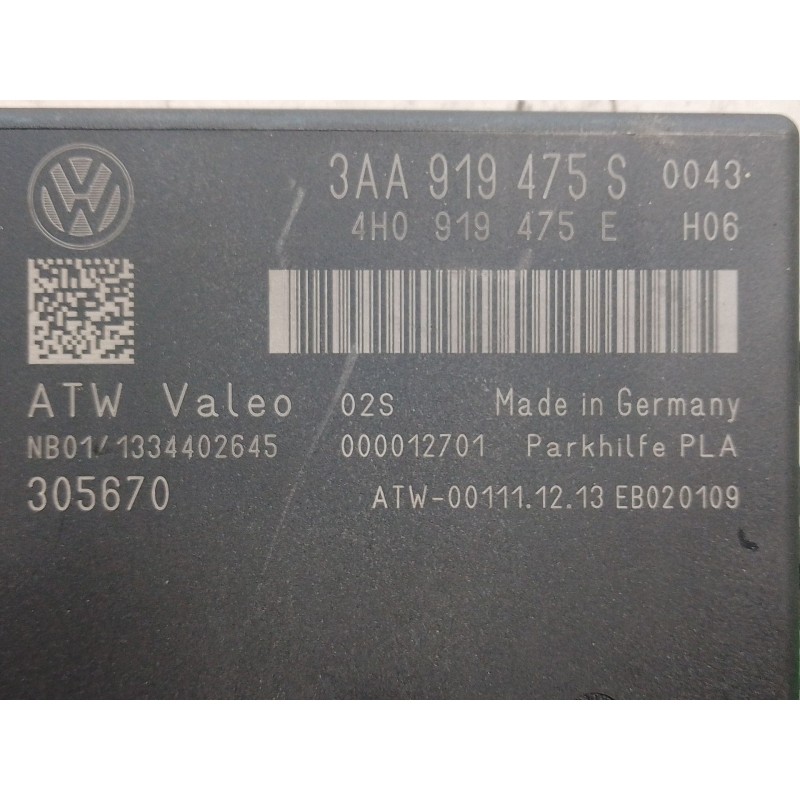 3AA 919 475 S 0043
4H0 919 475 E H06
ATW Valeo 02S Made in Germany
NB01/1334402645 000012701 Parkhilfe PLA
305670 ATW-00111.12.13 EB020109